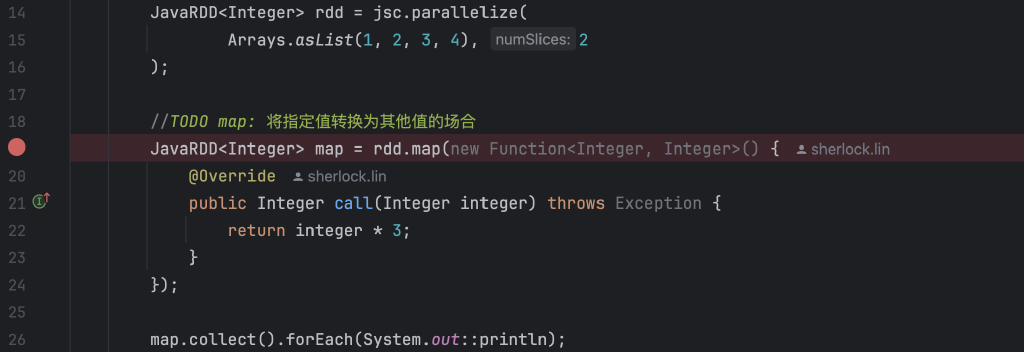 14 JavaRDD<Integer> rdd = jsc.parallelize(
15 Arrays.asList(1, 2, 3, 4), numSlices: 2
16 );
17
18 //TODO map: 将指定值转换为其他值的场合
JavaRDD<Integer> map = rdd.map(new Function<Integer, Integer>() { sherlock.lin
20 @Override sherlock.lin
21 public Integer call(Integer integer) throws Exception {
22 return integer * 3;
23 }
24 });
25
26 map.collect().forEach(System.out::println);